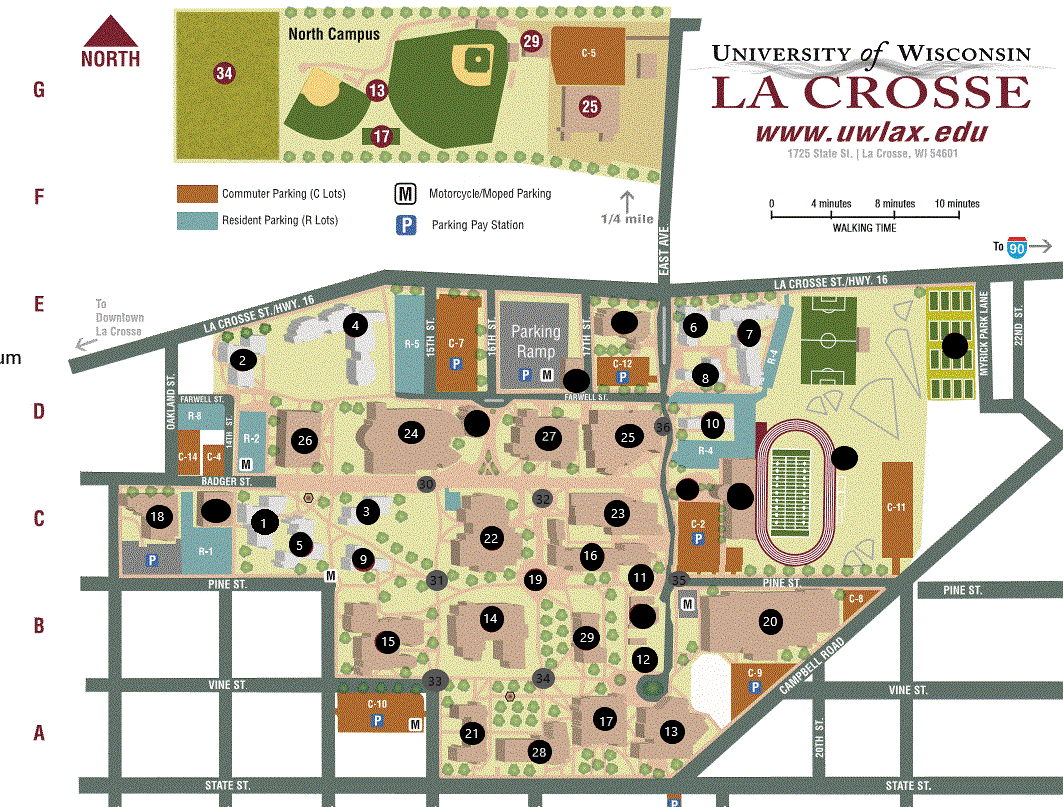 North Campus
NORTH
34
13
17
29
C-5
25
G
UNIVERSITY of WISCONSIN
LA CROSSE
www.uwlax.edu
1725 State St. | La Crosse, WI 54601
F
Commuter Parking (C Lots)
Resident Parking (R Lots)
M Motorcycle/Moped Parking
P Parking Pay Station
1/4 mile
EAST AVE.
0 4 minutes 8 minutes 10 minutes
WALKING TIME
To 90
E
To
Downtown
La Crosse
LA CROSSE ST./HWY. 16
LA CROSSE ST./HWY. 16
MYRICK PARK LANE
22ND ST.
um
2
4
R-5
15TH ST.
C-7
P
16TH ST.
Parking
Ramp
P M
17TH ST.
C-12
P
6
7
8
R-4
D
OAKLAND ST.
FARWELL ST.
FARWELL ST.
R-8
14TH ST.
R-2
C-14
C-4
M
26
24
27
25
36
10
R-4
BADGER ST.
30
32
C
18
P
R-1
1
5
3
9
22
23
16
C-2
P
C-11
M
31
19
11
35
PINE ST.
PINE ST.
PINE ST.
B
15
14
29
12
M
20
C-8
C-9
P
CAMPBELL ROAD
VINE ST.
33
34
VINE ST.
A
C-10
P
M
21
28
17
13
20TH ST.
STATE ST.
STATE ST.
P